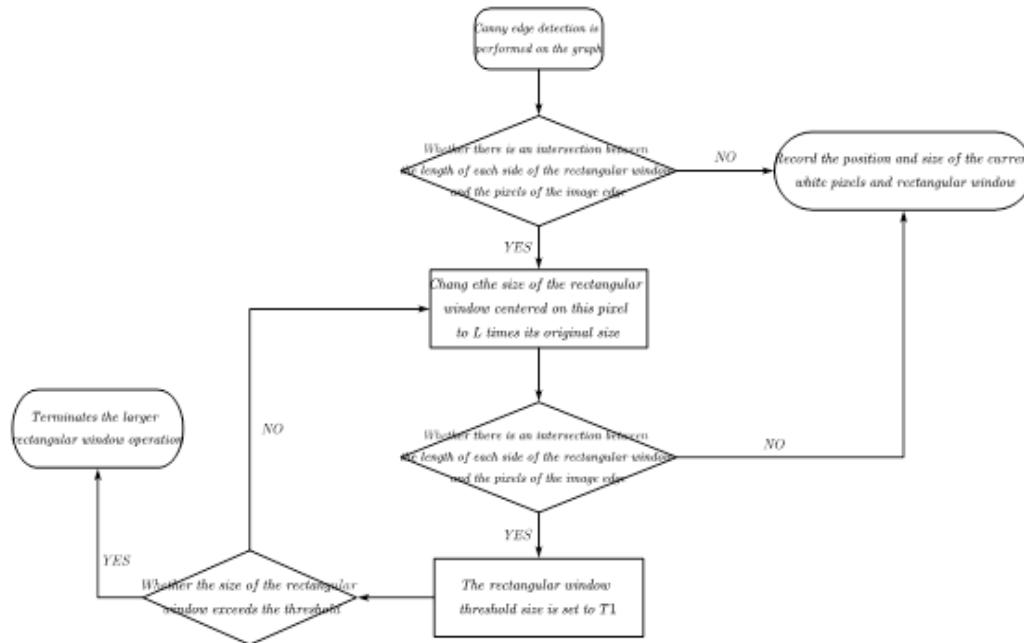 Canny edge detection is
performed on the graph
Whether there is an intersection between
the length of each side of the rectangular window
and the pixels of the image edge
NO
Record the position and size of the current
white pixels and rectangular window
YES
Chang ethe size of the rectangular
window centered on this pixel
to L times its original size
NO
Terminates the larger
rectangular window operation
Whether there is an intersection between
the length of each side of the rectangular window
and the pixels of the image edge
NO
YES
YES
Whether the size of the rectangular
window exceeds the threshold
The rectangular window
threshold size is set to T1